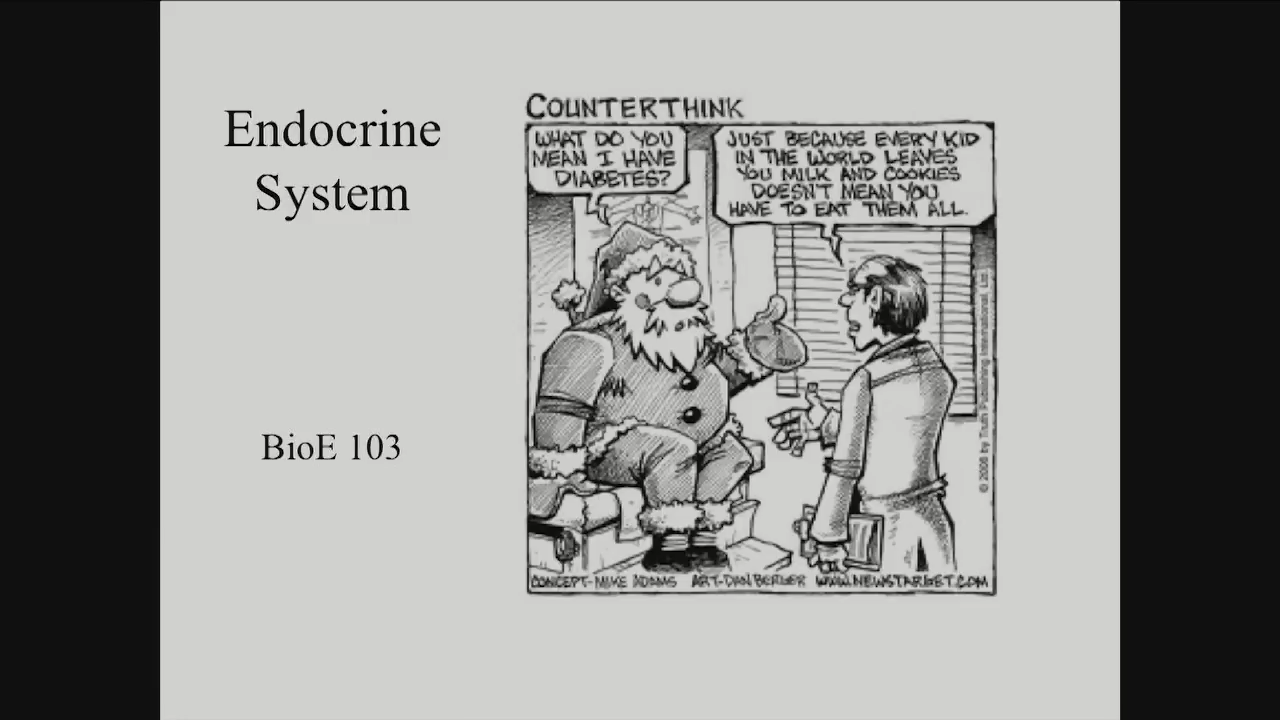 Endocrine
System
BioE 103
COUNTERTHINK
WHAT DO YOU
MEAN I HAVE
DIABETES?
JUST BECAUSE EVERY KID
IN THE WORLD LEAVES
YOU MILK AND COOKIES
DOESN'T MEAN YOU
HAVE TO EAT THEM ALL.
© 2006 by Truth Publishing International, Ltd.
CONCEPT-MIKE ADAMS ART-DAN BERGER WWW.NEWSTARGET.COM